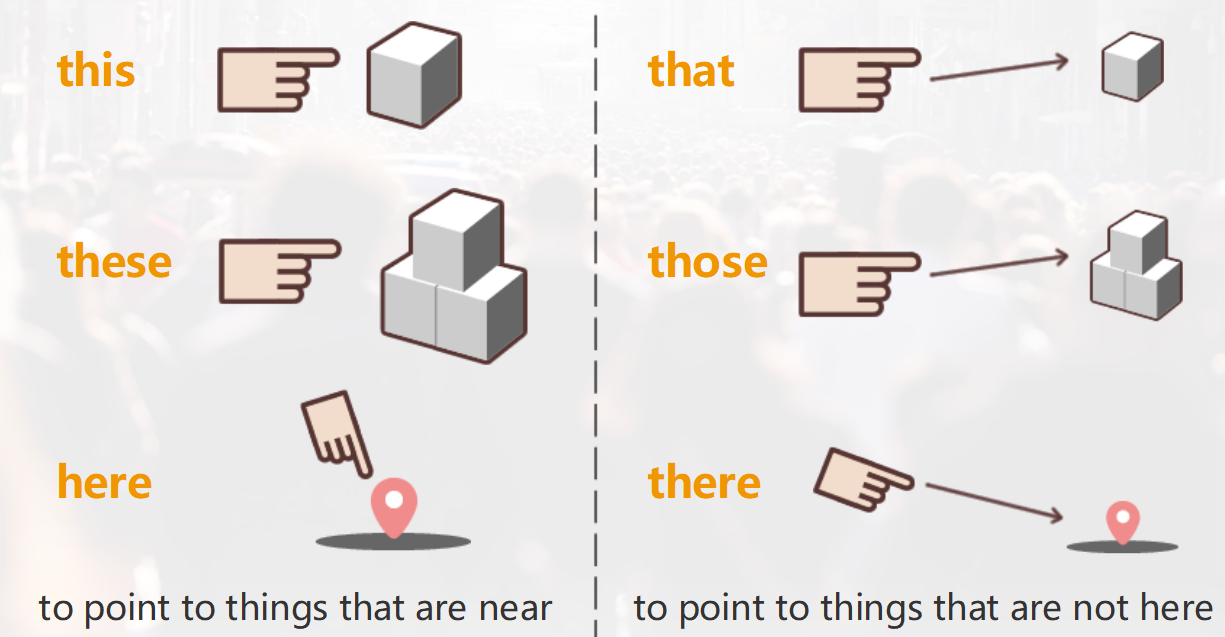 this
that
these
those
here
there
to point to things that are near
to point to things that are not here